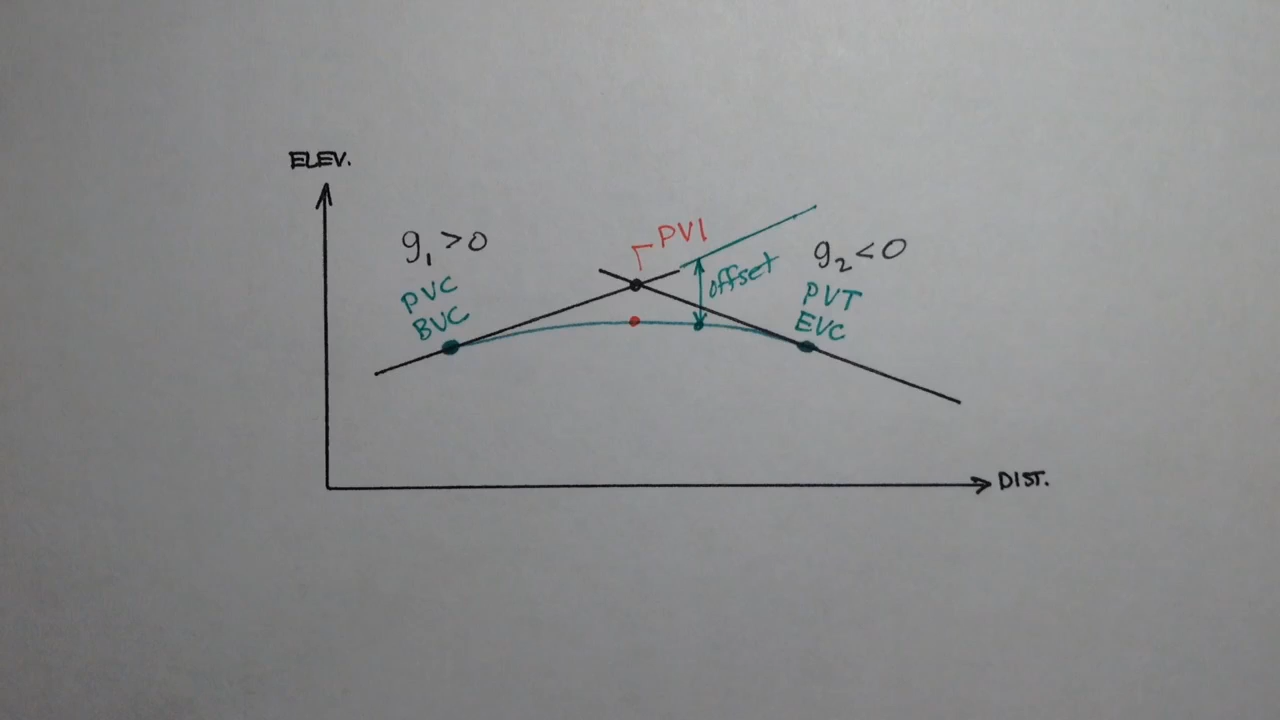 ELEV.
g₁>0
PVC
BVC
PVI
offset
g₂<0
PVT
EVC
DIST.